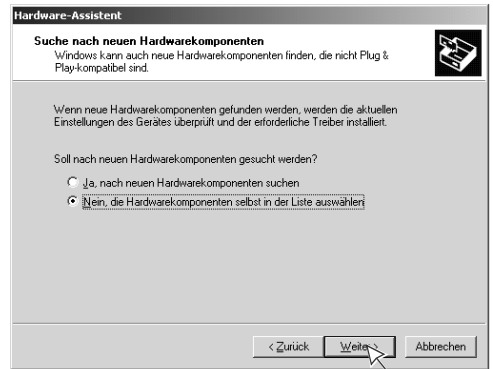 Hardware-Assistent
Suche nach neuen Hardwarekomponenten
Windows kann auch neue Hardwarekomponenten finden, die nicht Plug &
Play-kompatibel sind.
Wenn neue Hardwarekomponenten gefunden werden, werden die aktuellen
Einstellungen des Gerätes überprüft und der erforderliche Treiber installiert.
Soll nach neuen Hardwarekomponenten gesucht werden?
Ja, nach neuen Hardwarekomponenten suchen
Nein, die Hardwarekomponenten selbst in der Liste auswählen
< Zurück Weiter > Abbrechen